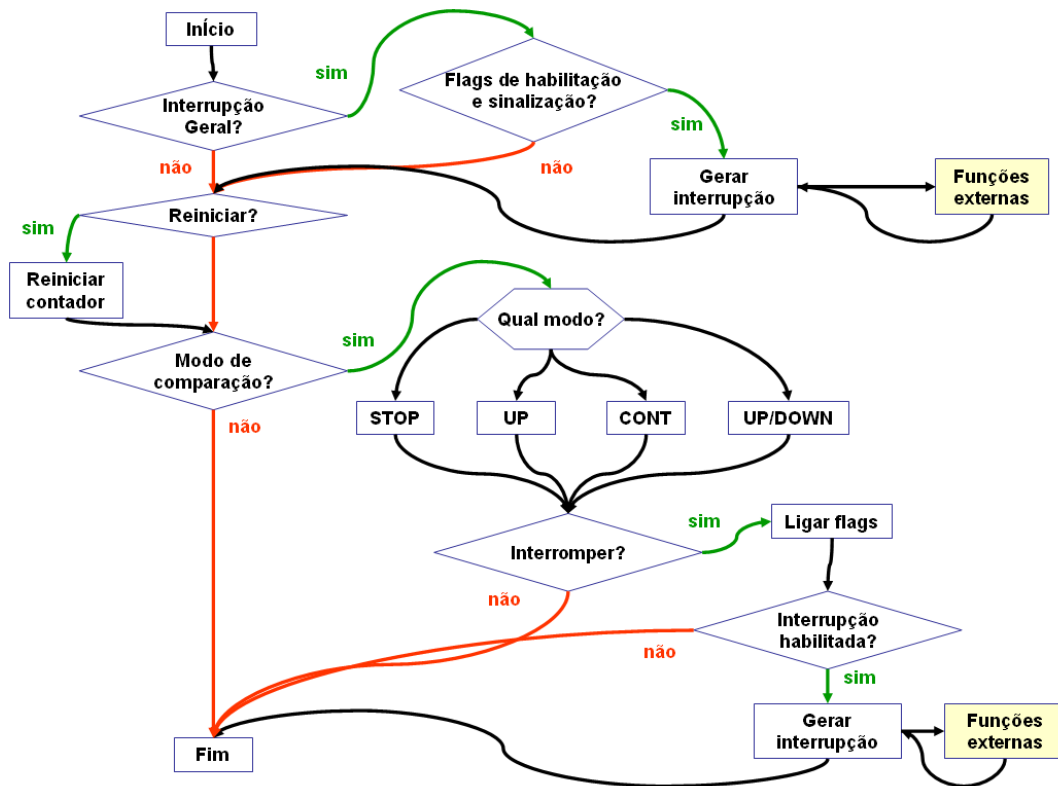 InÍcio
sim
Flags de habilitação
e sinalização?
Interrupção
Geral?
sim
não
não
Gerar
interrupção
Funções
externas
Reiniciar?
sim
Reiniciar
contador
Qual modo?
sim
Modo de
comparação?
não
STOP
UP
CONT
UP/DOWN
sim
Ligar flags
Interromper?
não
Interrupção
habilitada?
não
sim
Gerar
interrupção
Funções
externas
Fim